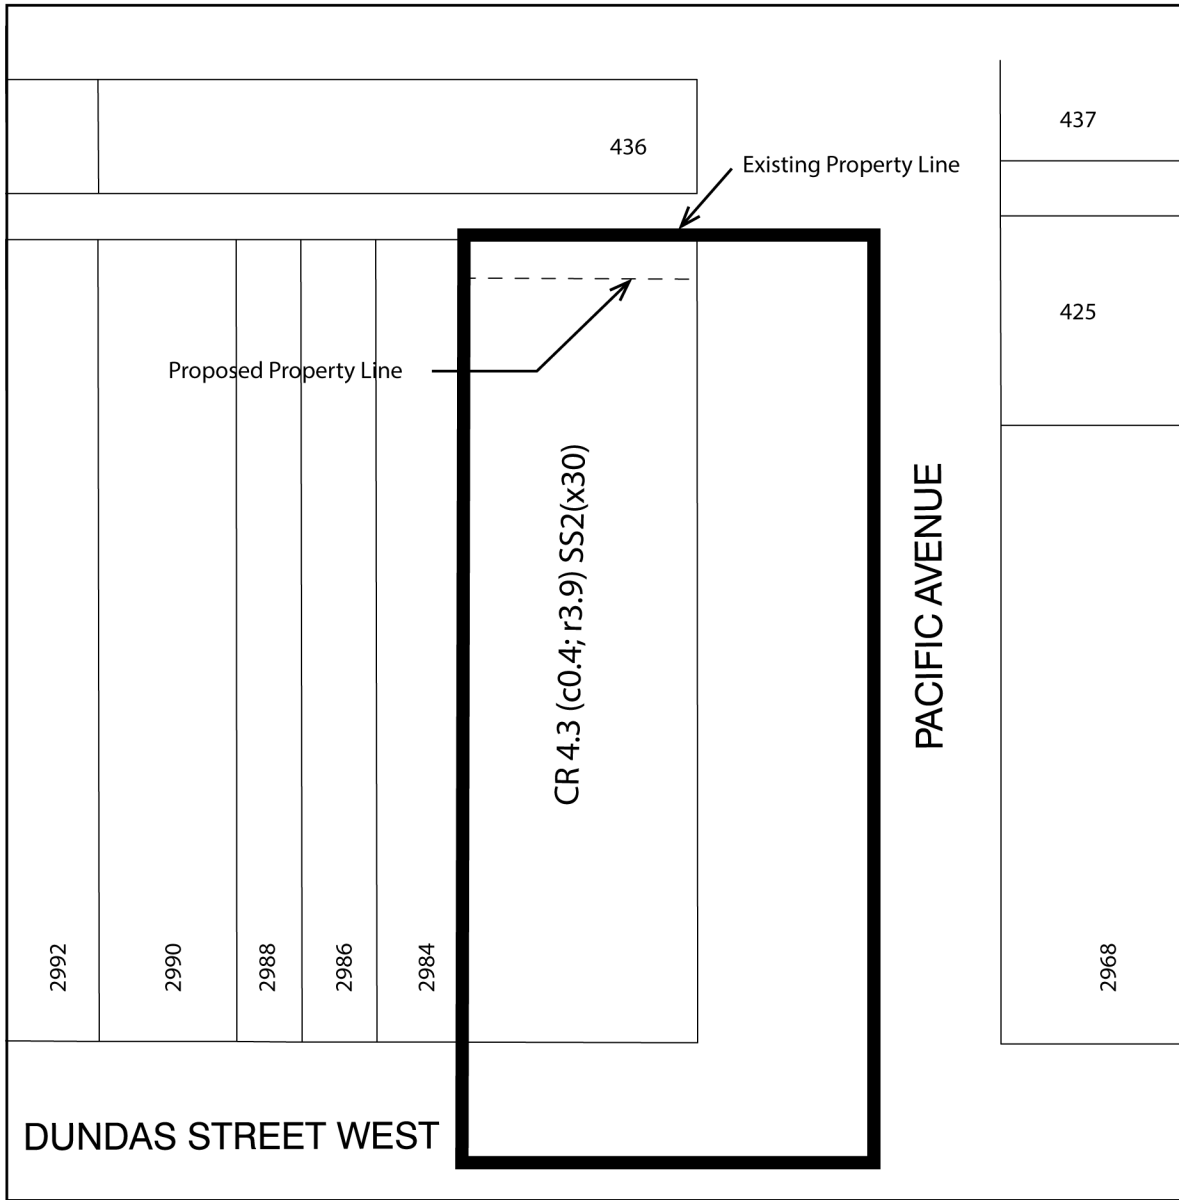 437
436
Existing Property Line
425
Proposed Property Line
CR 4.3 (c0.4; r3.9) SS2(x30)
PACIFIC AVENUE
2992
2990
2988
2986
2984
2968
DUNDAS STREET WEST